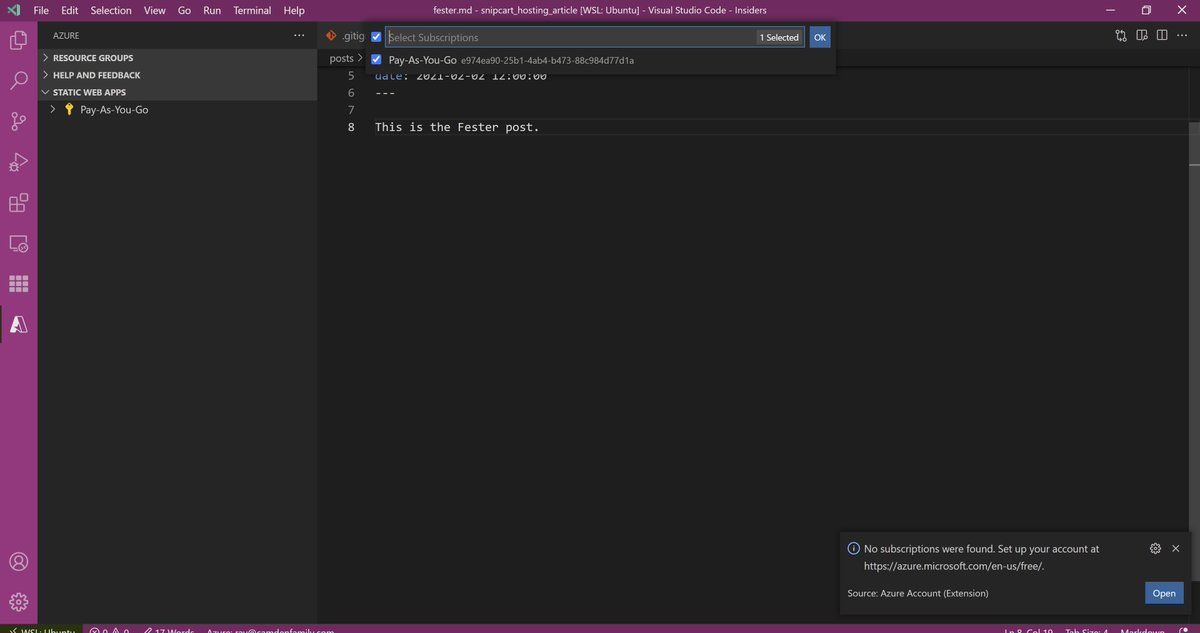 File Edit Selection View Go Run Terminal Help
fester.md - snipcart_hosting_article [WSL: Ubuntu] - Visual Studio Code - Insiders
AZURE
.gitig
Select Subscriptions
1 Selected
OK
Pay-As-You-Go e974ea90-25b1-4ab4-b473-88c984d77d1a
posts
RESOURCE GROUPS
HELP AND FEEDBACK
STATIC WEB APPS
Pay-As-You-Go
5 date: 2021-02-02 12:00:00
6 ---
7
8 This is the Fester post.
No subscriptions were found. Set up your account at
https://azure.microsoft.com/en-us/free/.
Source: Azure Account (Extension)
Open
WSL: Ubuntu 0 0 17 Words Azure: ray@camdenfamily.com Ln 8, Col 19 Tab Size: 4 Markdown